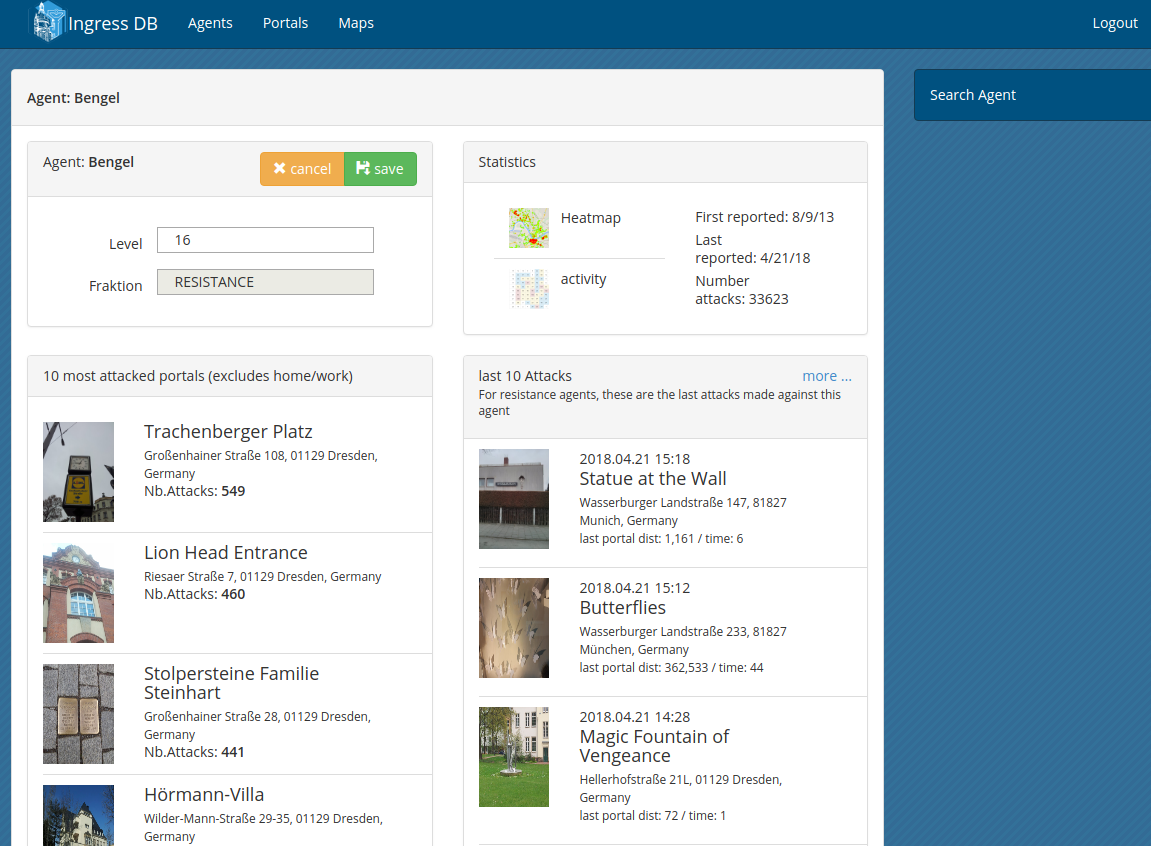 Ingress DB
Agents
Portals
Maps
Logout
Agent: Bengel
Search Agent
Agent: Bengel
cancel
save
Level
16
Fraktion
RESISTANCE
Statistics
Heatmap
activity
First reported: 8/9/13
Last
reported: 4/21/18
Number
attacks: 33623
10 most attacked portals (excludes home/work)
Trachenberger Platz
Großenhainer Straße 108, 01129 Dresden,
Germany
Nb.Attacks: 549
Lion Head Entrance
Riesaer Straße 7, 01129 Dresden, Germany
Nb.Attacks: 460
Stolpersteine Familie
Steinhart
Großenhainer Straße 28, 01129 Dresden,
Germany
Nb.Attacks: 441
Hörmann-Villa
Wilder-Mann-Straße 29-35, 01129 Dresden,
Germany
last 10 Attacks
more ...
For resistance agents, these are the last attacks made against this
agent
2018.04.21 15:18
Statue at the Wall
Wasserburger Landstraße 147, 81827
Munich, Germany
last portal dist: 1,161 / time: 6
2018.04.21 15:12
Butterflies
Wasserburger Landstraße 233, 81827
München, Germany
last portal dist: 362,533 / time: 44
2018.04.21 14:28
Magic Fountain of
Vengeance
Hellerhofstraße 21L, 01129 Dresden,
Germany
last portal dist: 72 / time: 1